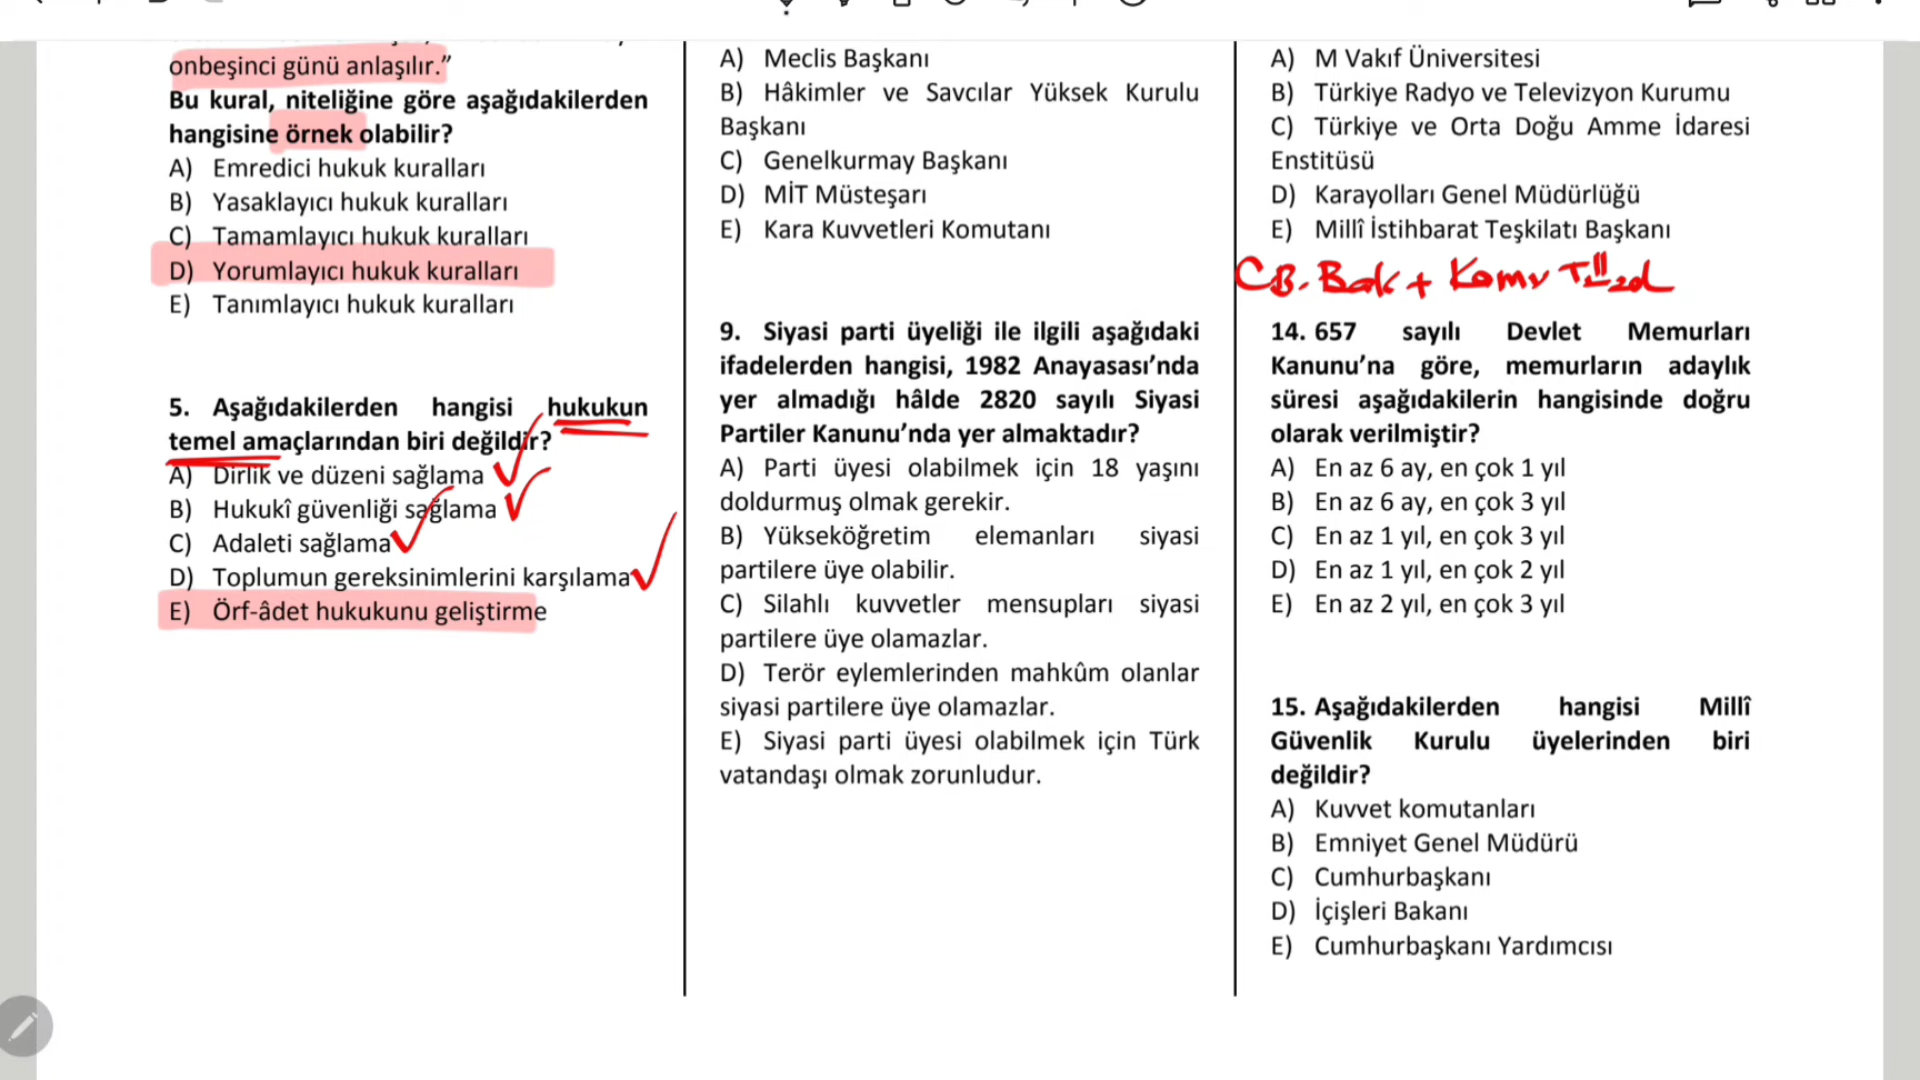 onbeşinci günü anlaşılır.”
Bu kural, niteliğine göre aşağıdakilerden
hangisine örnek olabilir?
A) Emredici hukuk kuralları
B) Yasaklayıcı hukuk kuralları
C) Tamamlayıcı hukuk kuralları
D) Yorumlayıcı hukuk kuralları
E) Tanımlayıcı hukuk kuralları
5. Aşağıdakilerden hangisi hukukun
temel amaçlarından biri değildir?
A) Dirlik ve düzeni sağlama
B) Hukukî güvenliği sağlama
C) Adaleti sağlama
D) Toplumun gereksinimlerini karşılama
E) Örf-âdet hukukunu geliştirme
A) Meclis Başkanı
B) Hâkimler ve Savcılar Yüksek Kurulu
Başkanı
C) Genelkurmay Başkanı
D) MİT Müsteşarı
E) Kara Kuvvetleri Komutanı
9. Siyasi parti üyeliği ile ilgili aşağıdaki
ifadelerden hangisi, 1982 Anayasası’nda
yer almadığı hâlde 2820 sayılı Siyasi
Partiler Kanunu’nda yer almaktadır?
A) Parti üyesi olabilmek için 18 yaşını
doldurmuş olmak gerekir.
B) Yükseköğretim elemanları siyasi
partilere üye olabilir.
C) Silahlı kuvvetler mensupları siyasi
partilere üye olamazlar.
D) Terör eylemlerinden mahkûm olanlar
siyasi partilere üye olamazlar.
E) Siyasi parti üyesi olabilmek için Türk
vatandaşı olmak zorunludur.
A) M Vakıf Üniversitesi
B) Türkiye Radyo ve Televizyon Kurumu
C) Türkiye ve Orta Doğu Amme İdaresi
Enstitüsü
D) Karayolları Genel Müdürlüğü
E) Millî İstihbarat Teşkilatı Başkanı
CB. Bak + Kamu
14. 657 sayılı Devlet Memurları
Kanunu’na göre, memurların adaylık
süresi aşağıdakilerin hangisinde doğru
olarak verilmiştir?
A) En az 6 ay, en çok 1 yıl
B) En az 6 ay, en çok 3 yıl
C) En az 1 yıl, en çok 3 yıl
D) En az 1 yıl, en çok 2 yıl
E) En az 2 yıl, en çok 3 yıl
15. Aşağıdakilerden hangisi Millî
Güvenlik Kurulu üyelerinden biri
değildir?
A) Kuvvet komutanları
B) Emniyet Genel Müdürü
C) Cumhurbaşkanı
D) İçişleri Bakanı
E) Cumhurbaşkanı Yardımcısı